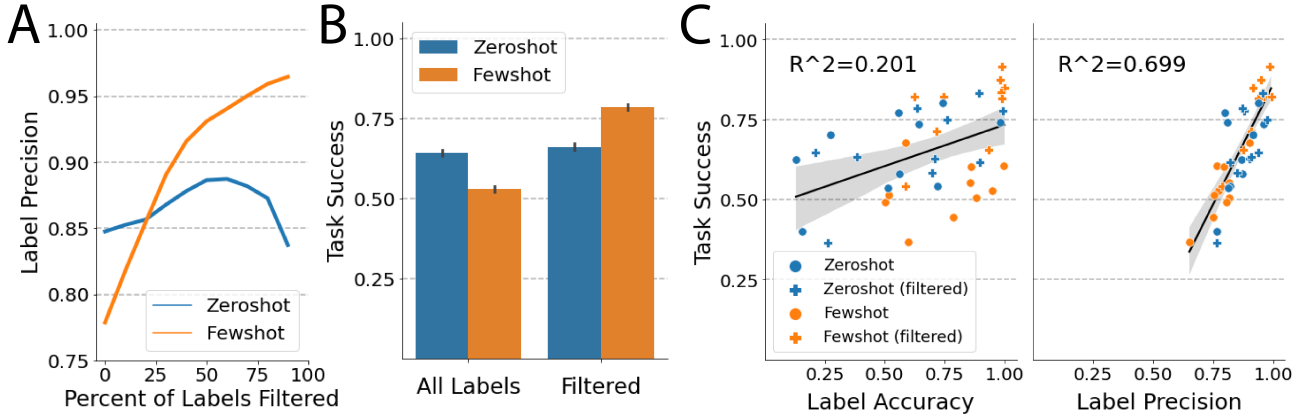 A
Label Precision
1.00
0.95
0.90
0.85
0.80
0.75
Zeroshot
Fewshot
0 25 50 75 100
Percent of Labels Filtered
B
Task Success
1.00
0.75
0.50
0.25
Zeroshot
Fewshot
All Labels Filtered
C
Task Success
1.00
0.75
0.50
0.25
R^2=0.201
Zeroshot
Zeroshot (filtered)
Fewshot
Fewshot (filtered)
0.25 0.50 0.75 1.00
Label Accuracy
R^2=0.699
0.25 0.50 0.75 1.00
Label Precision